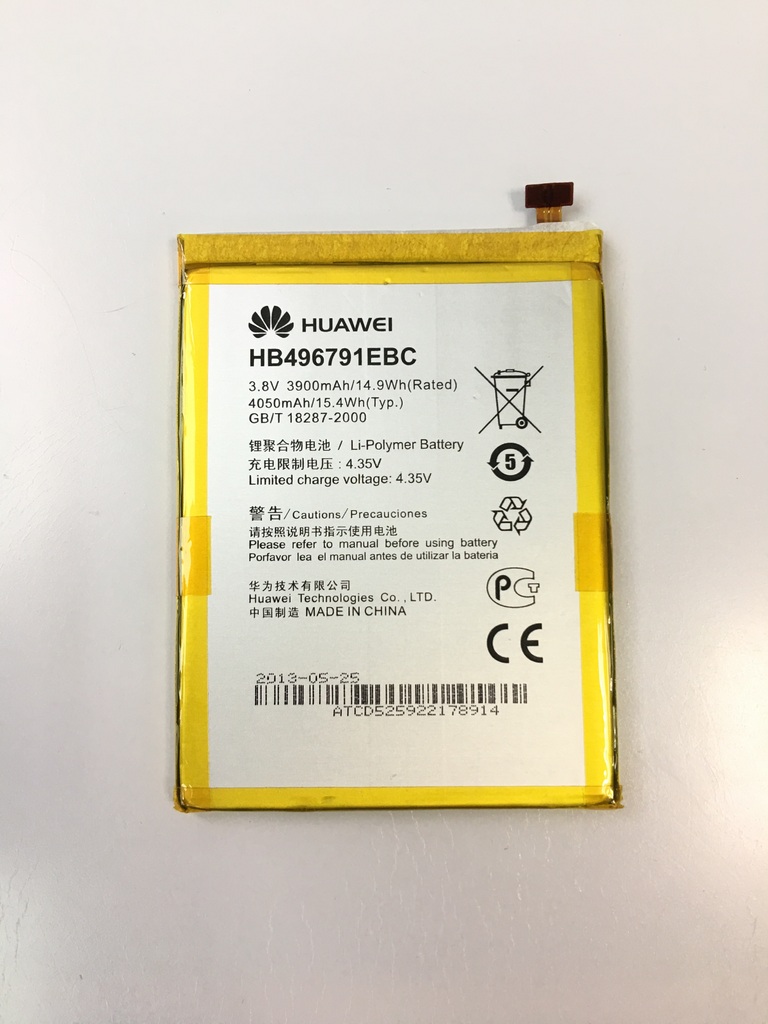 HUAWEI
HB496791EBC
3.8V 3900mAh/14.9Wh(Rated)
4050mAh/15.4Wh(Typ.)
GB/T 18287-2000
锂聚合物电池 / Li-Polymer Battery
充电限制电压 : 4.35V
Limited charge voltage: 4.35V
5
警告/Cautions/Precauciones
请按照说明书指示使用电池
Please refer to manual before using battery
Porfavor lea el manual antes de utilizar la bateria
华为技术有限公司
Huawei Technologies Co.,LTD.
中国制造 MADE IN CHINA
PCT
CE
2013-05-25
ATCD525922178914